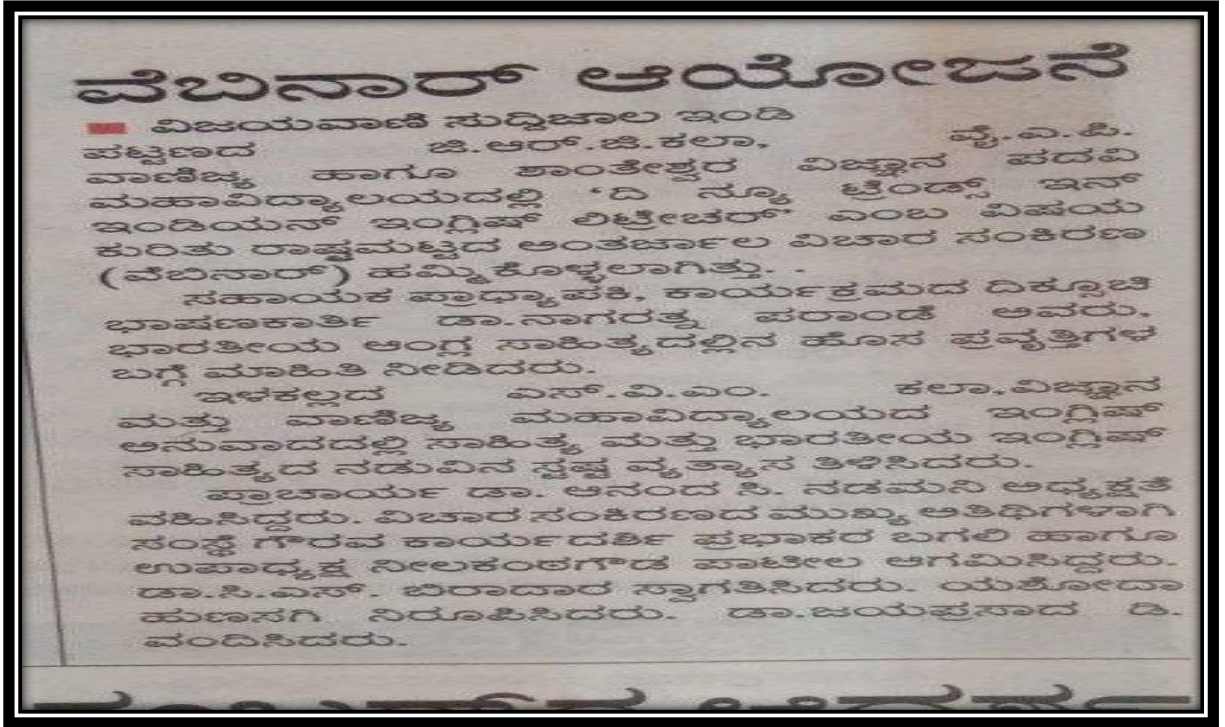 ವೆಬಿನಾರ್ ಆಯೋಜನೆ
ವಿಜಯವಾಣಿ ಸುದ್ದಿಜಾಲ ಇಂಡಿ
ಪಟ್ಟಣದ ಜಿ.ಆರ್.ಜಿ.ಕಲಾ, ವೈ.ಎ.ಪಿ.
ವಾಣಿಜ್ಯ ಹಾಗೂ ಶಾಂತೇಶ್ವರ ವಿಜ್ಞಾನ ಪದವಿ
ಮಹಾವಿದ್ಯಾಲಯದಲ್ಲಿ ‘ದಿ ನ್ಯೂ ಟ್ರೆಂಡ್ಸ್ ಇನ್
ಇಂಡಿಯನ್ ಇಂಗ್ಲಿಷ್ ಲಿಟ್ರೇಚರ್’ ಎಂಬ ವಿಷಯ
ಕುರಿತು ರಾಷ್ಟ್ರಮಟ್ಟದ ಅಂತರ್ಜಾಲ ವಿಚಾರ ಸಂಕಿರಣ
(ವೆಬಿನಾರ್) ಹಮ್ಮಿಕೊಳ್ಳಲಾಗಿತ್ತು. .
ಸಹಾಯಕ ಪ್ರಾಧ್ಯಾಪಕಿ, ಕಾರ್ಯಕ್ರಮದ ದಿಕ್ಸೂಚಿ
ಭಾಷಣಕಾರ್ತಿ ಡಾ.ನಾಗರತ್ನ ಪರಾಂಡೆ ಅವರು,
ಭಾರತೀಯ ಆಂಗ್ಲ ಸಾಹಿತ್ಯದಲ್ಲಿನ ಹೊಸ ಪ್ರವೃತ್ತಿಗಳ
ಬಗ್ಗೆ ಮಾಹಿತಿ ನೀಡಿದರು.
ಇಳಕಲ್ಲದ ಎಸ್.ವಿ.ಎಂ. ಕಲಾ,ವಿಜ್ಞಾನ
ಮತ್ತು ವಾಣಿಜ್ಯ ಮಹಾವಿದ್ಯಾಲಯದ ಇಂಗ್ಲಿಷ್
ಅನುವಾದದಲ್ಲಿ ಸಾಹಿತ್ಯ ಮತ್ತು ಭಾರತೀಯ ಇಂಗ್ಲಿಷ್
ಸಾಹಿತ್ಯದ ನಡುವಿನ ಸ್ಪಷ್ಟ ವ್ಯತ್ಯಾಸ ತಿಳಿಸಿದರು.
ಪ್ರಾಚಾರ್ಯ ಡಾ. ಆನಂದ ಸಿ. ನಡಮನಿ ಅಧ್ಯಕ್ಷತೆ
ವಹಿಸಿದ್ದರು. ವಿಚಾರ ಸಂಕಿರಣದ ಮುಖ್ಯ ಅತಿಥಿಗಳಾಗಿ
ಸಂಸ್ಥೆ ಗೌರವ ಕಾರ್ಯದರ್ಶಿ ಪ್ರಭಾಕರ ಬಗಲಿ ಹಾಗೂ
ಉಪಾಧ್ಯಕ್ಷ ನೀಲಕಂಠಗೌಡ ಪಾಟೀಲ ಆಗಮಿಸಿದ್ದರು.
ಡಾ.ಸಿ.ಎಸ್. ಬಿರಾದಾರ ಸ್ವಾಗತಿಸಿದರು. ಯಶೋದಾ
ಹುಣಸಗಿ ನಿರೂಪಿಸಿದರು. ಡಾ.ಜಯಪ್ರಸಾದ ಡಿ.
ವಂದಿಸಿದರು.